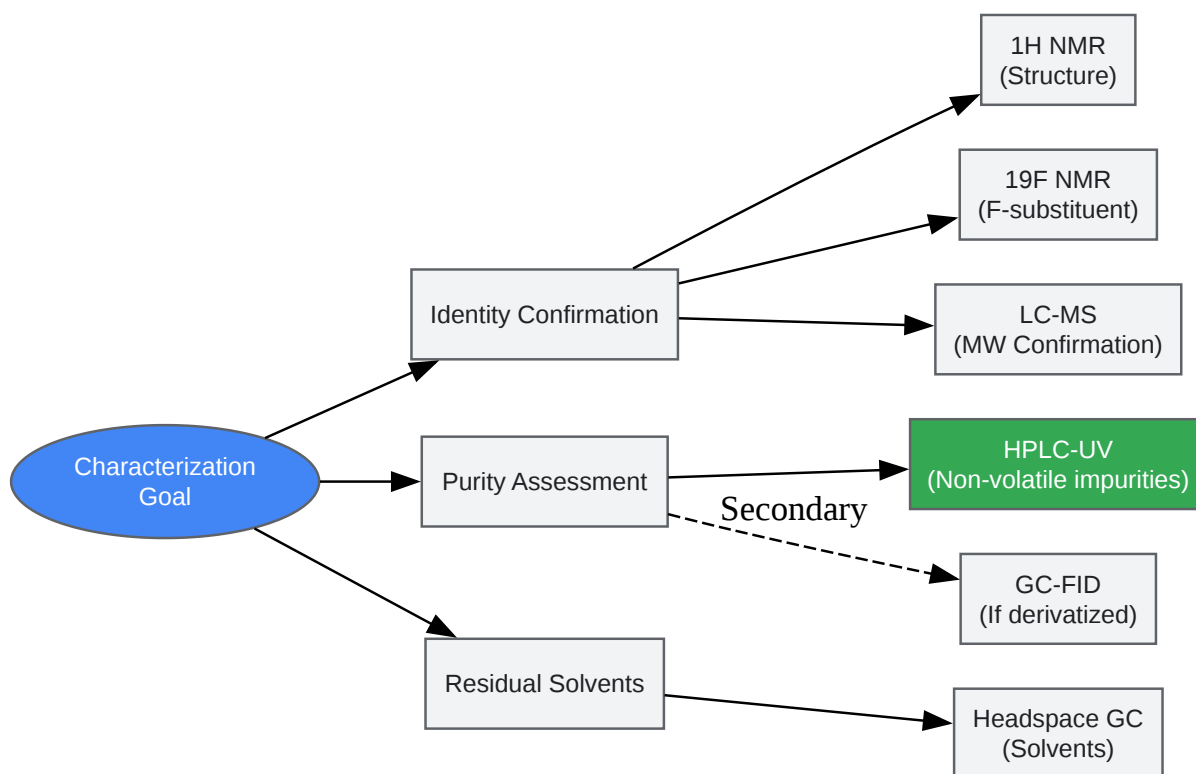 Characterization
Goal
Identity Confirmation
Purity Assessment
Residual Solvents
Secondary
1H NMR
(Structure)
19F NMR
(F-substituent)
LC-MS
(MW Confirmation)
HPLC-UV
(Non-volatile impurities)
GC-FID
(If derivatized)
Headspace GC
(Solvents)